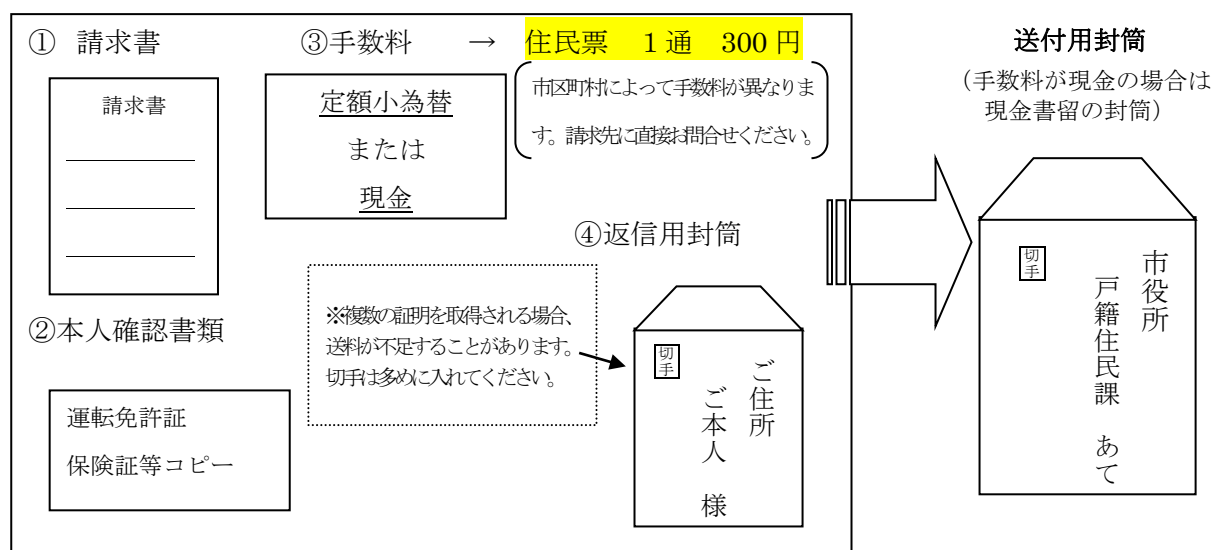 ① 請求書
請求書
②本人確認書類
運転免許証
保険証等コピー
③手数料 → 住民票 1通 300円
定額小為替
または
現金
市区町村によって手数料が異なりま
す。請求先に直接お問合せください。
④返信用封筒
※複数の証明を取得される場合、
送料が不足することがあります。
切手は多めに入れてください。
切手
ご住所
ご本人 様
送付用封筒
（手数料が現金の場合は
現金書留の封筒）
切手
市役所
戸籍住民課 あて